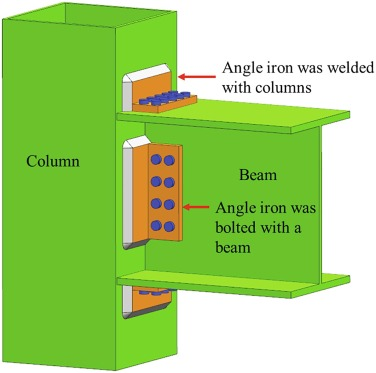 Angle iron was welded
with columns
Column
Beam
Angle iron was
bolted with a
beam